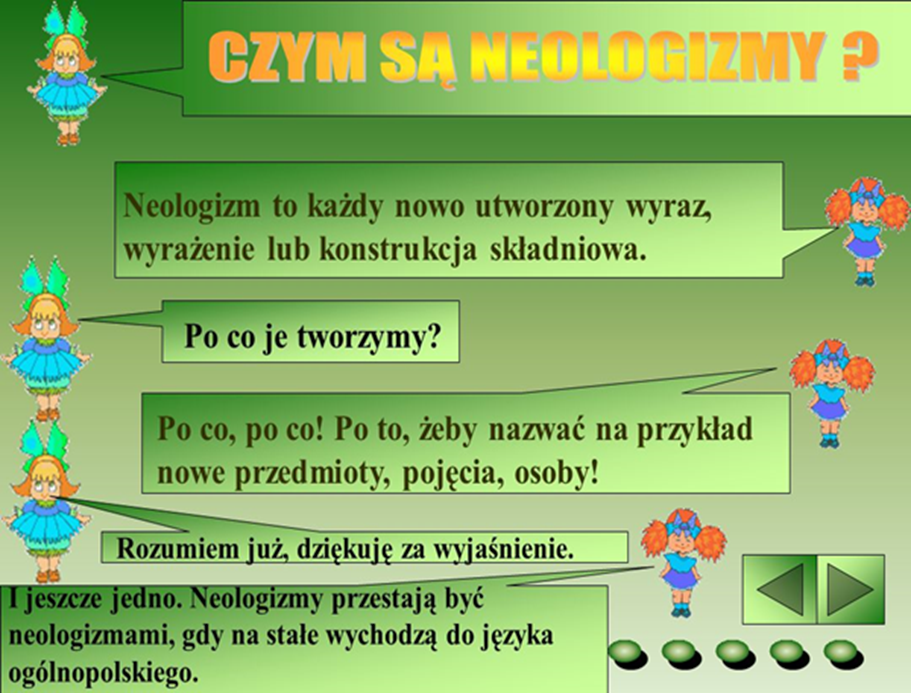 CZYM SĄ NEOLOGIZMY ?
Neologizm to każdy nowo utworzony wyraz,
wyrażenie lub konstrukcja składniowa.
Po co je tworzymy?
Po co, po co! Po to, żeby nazwać na przykład
nowe przedmioty, pojęcia, osoby!
Rozumiem już, dziękuję za wyjaśnienie.
I jeszcze jedno. Neologizmy przestają być
neologizmami, gdy na stałe wychodzą do języka
ogólnopolskiego.